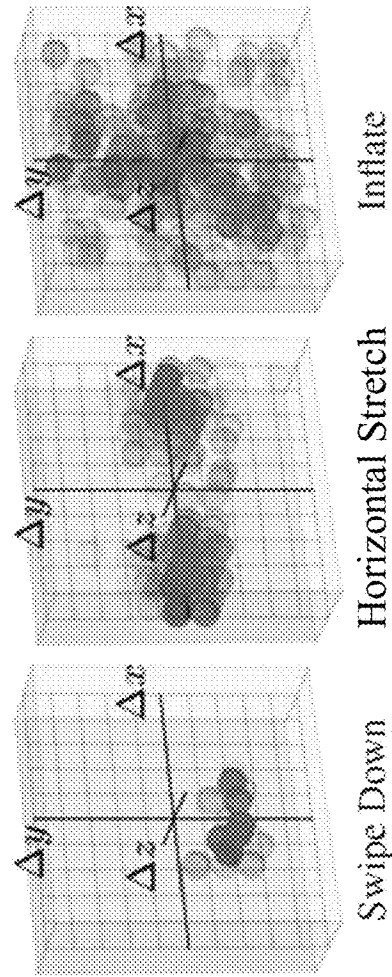 Δy
Δz
Δx
Swipe Down
Δy
Δz
Δx
Horizontal Stretch
Δy
Δz
Δx
Inflate